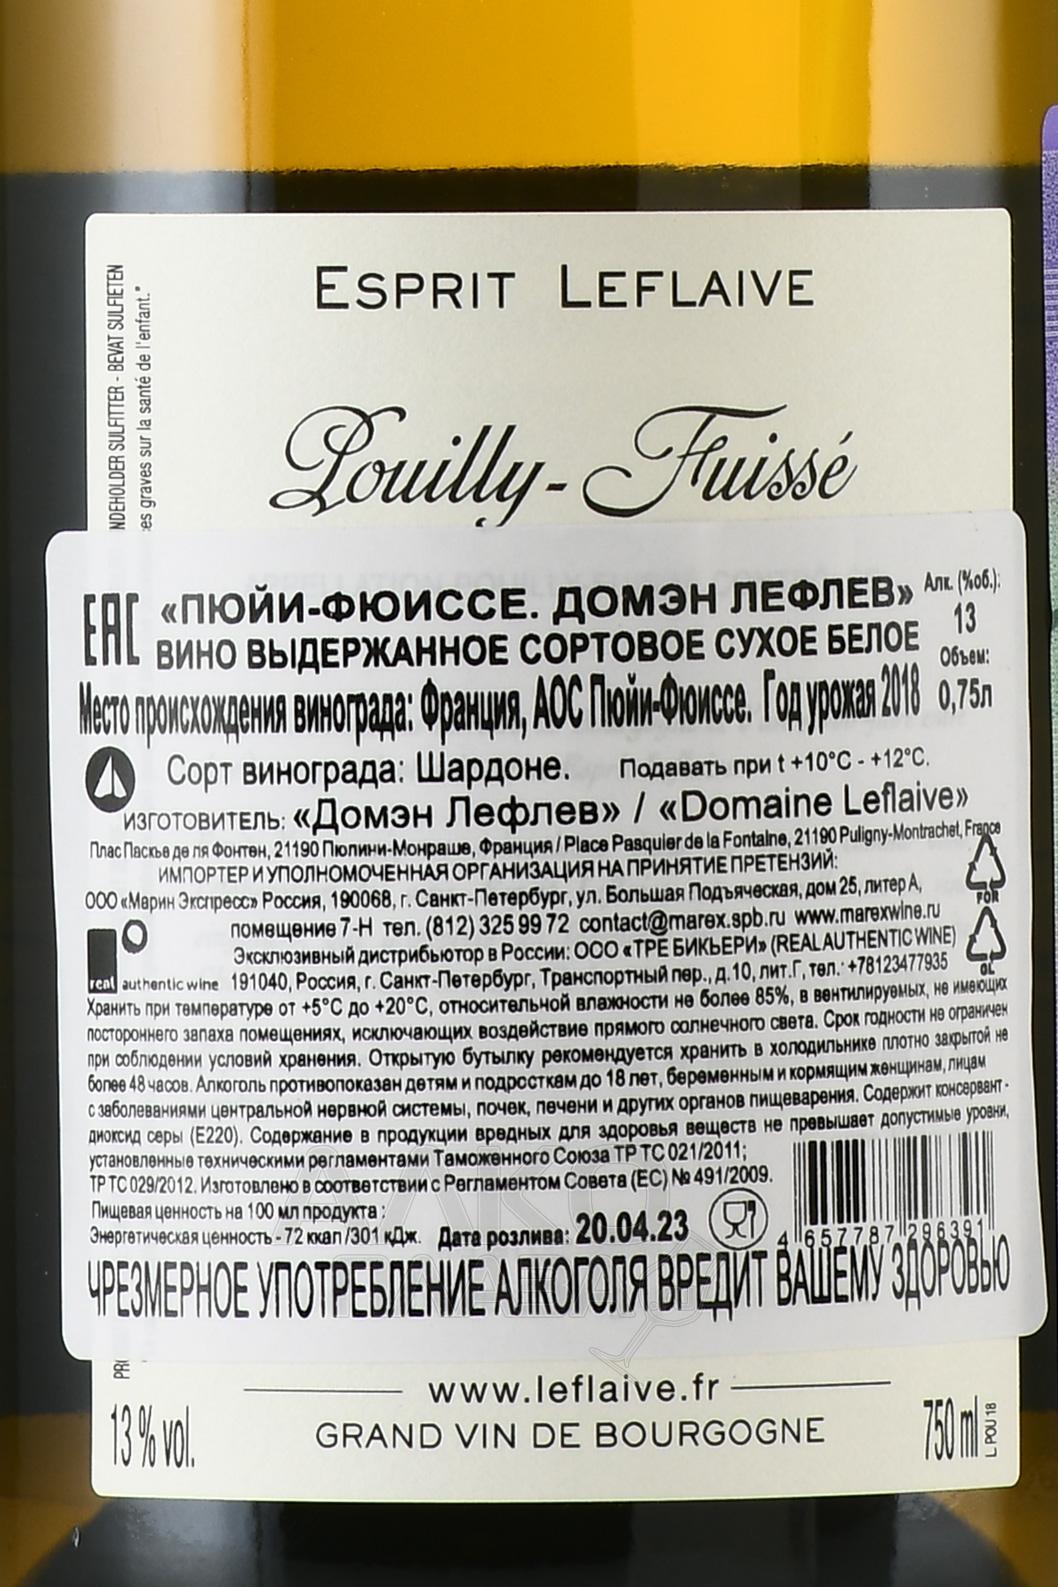 ESPRIT LEFLAIVE
NDEHOLDER SULFITTER - BEVAT SULFIETEN
es graves sur la santé de l'enfant."
Pouilly-Fuissé
EAC «ПЮЙИ-ФЮИССЕ. ДОМЭН ЛЕФЛЕВ» Алк. (%об.):
ВИНО ВЫДЕРЖАННОЕ СОРТОВОЕ СУХОЕ БЕЛОЕ 13
Объем:
Место происхождения винограда: Франция, АОС Пюйи-Фюиссе. Год урожая 2018 0,75л
Сорт винограда: Шардоне. Подавать при t +10°C - +12°C.
ИЗГОТОВИТЕЛЬ: «Домэн Лефлев» / «Domaine Leflaive»
Плас Паскье де ля Фонтен, 21190 Пюлини-Монраше, Франция / Place Pasquier de la Fontaine, 21190 Puligny-Montrachet, France
ИМПОРТЕР И УПОЛНОМОЧЕННАЯ ОРГАНИЗАЦИЯ НА ПРИНЯТИЕ ПРЕТЕНЗИЙ:
ООО «Марин Экспресс» Россия, 190068, г. Санкт-Петербург, ул. Большая Подъяческая, дом 25, литер А,
FOR
помещение 7-Н тел. (812) 325 99 72 contact@marex.spb.ru www.marexwine.ru
Эксклюзивный дистрибьютор в России: ООО «ТРЕ БИКЬЕРИ» (REAL AUTHENTIC WINE)
GL
real authentic wine 191040, Россия, г. Санкт-Петербург, Транспортный пер., д.10, лит.Г, тел.: +78123477935
Хранить при температуре от +5°C до +20°C, относительной влажности не более 85%, в вентилируемых, не имеющих
постороннего запаха помещениях, исключающих воздействие прямого солнечного света. Срок годности не ограничен
при соблюдении условий хранения. Открытую бутылку рекомендуется хранить в холодильнике плотно закрытой не
более 48 часов. Алкоголь противопоказан детям и подросткам до 18 лет, беременным и кормящим женщинам, лицам
с заболеваниями центральной нервной системы, почек, печени и других органов пищеварения. Содержит консервант-
диоксид серы (Е220). Содержание в продукции вредных для здоровья веществ не превышает допустимые уровни,
установленные техническими регламентами Таможенного Союза ТР ТС 021/2011;
ТР ТС 029/2012. Изготовлено в соответствии с Регламентом Совета (ЕС) № 491/2009.
Пищевая ценность на 100 мл продукта:
Энергетическая ценность - 72 ккал /301 кДж. Дата розлива: 20.04.23
4 657787 296391
ЧРЕЗМЕРНОЕ УПОТРЕБЛЕНИЕ АЛКОГОЛЯ ВРЕДИТ ВАШЕМУ ЗДОРОВЬЮ
www.leflaive.fr
13 % vol. GRAND VIN DE BOURGOGNE 750 ml
L. POU 18